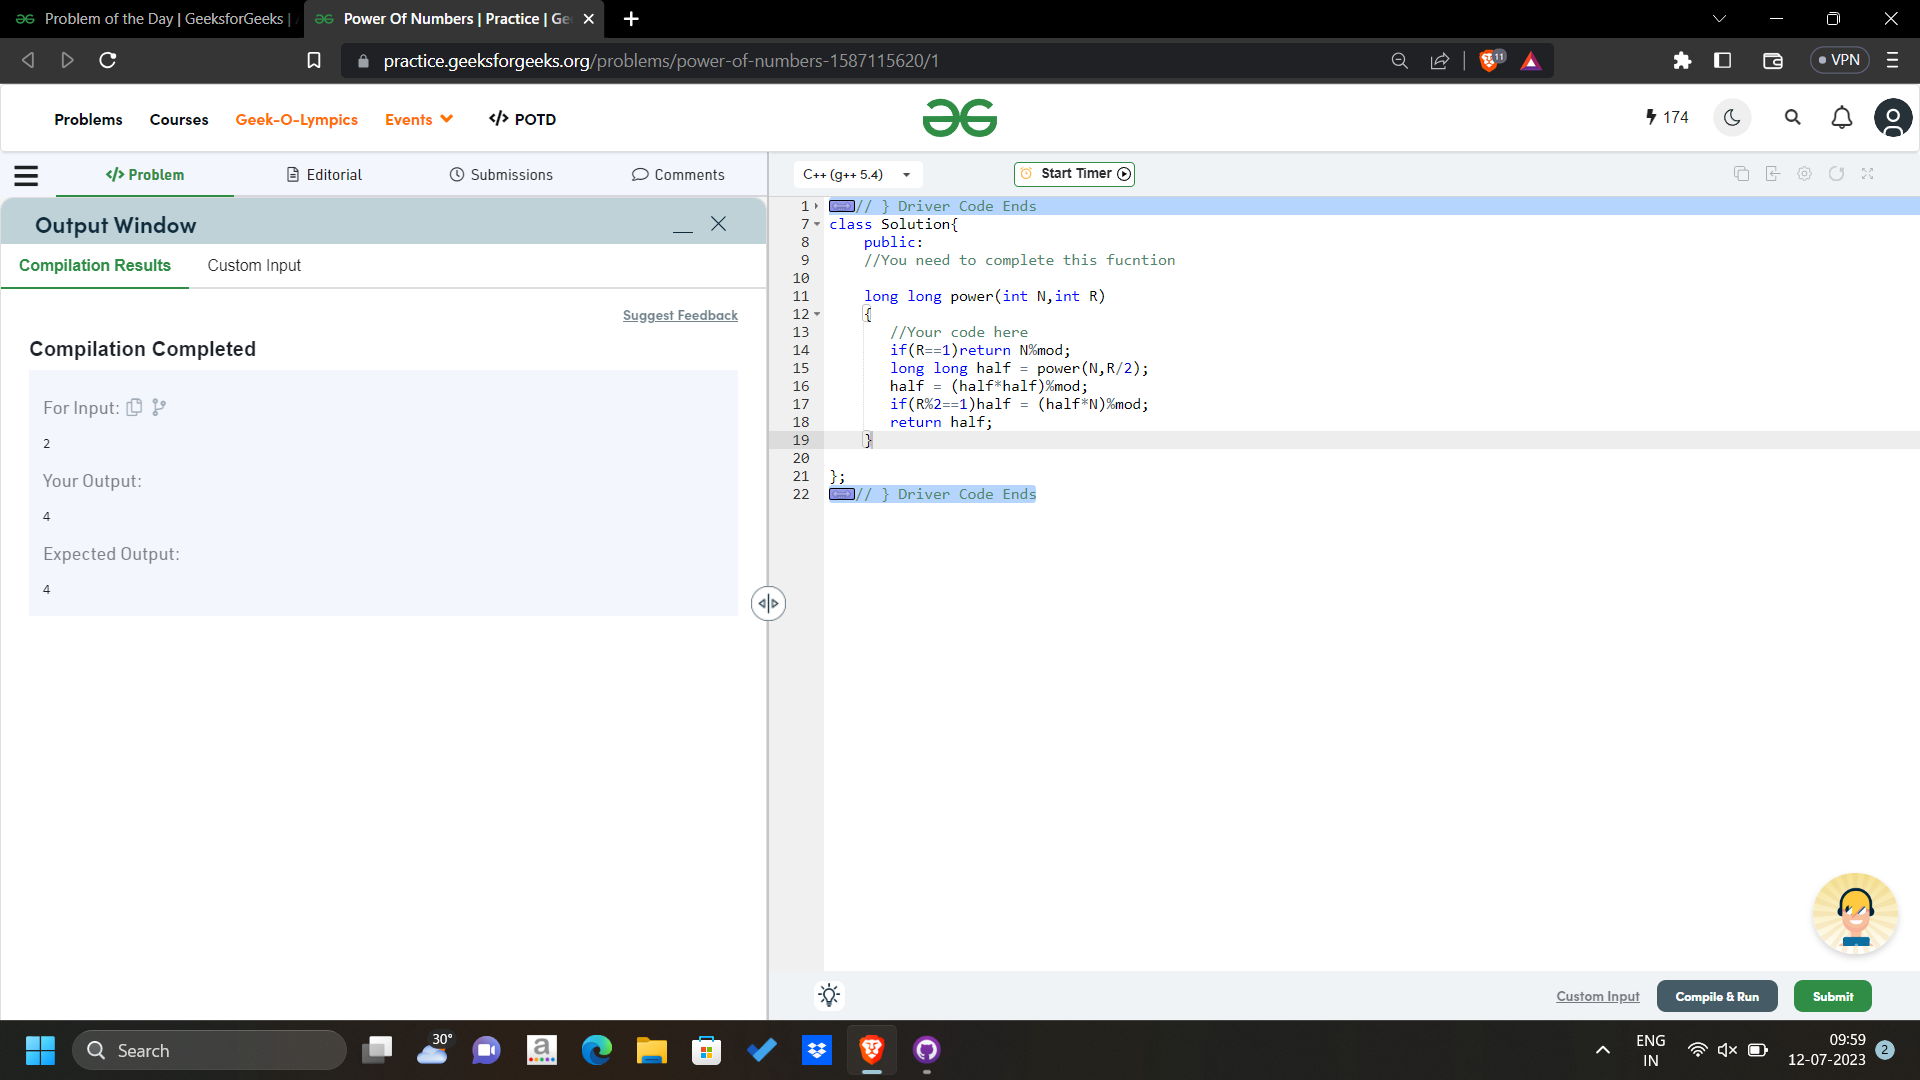 Problem of the Day | GeeksforGeeks |
Power Of Numbers | Practice | Ge
practice.geeksforgeeks.org/problems/power-of-numbers-1587115620/1
11
VPN
Problems
Courses
Geek-O-Lympics
Events
</> POTD
174
</> Problem
Editorial
Submissions
Comments
C++ (g++ 5.4)
Start Timer
Output Window
Compilation Results
Custom Input
Suggest Feedback
Compilation Completed
For Input:
2
Your Output:
4
Expected Output:
4
1 // } Driver Code Ends
7 class Solution{
8 public:
9 //You need to complete this fucntion
10
11 long long power(int N,int R)
12 {
13 //Your code here
14 if(R==1)return N%mod;
15 long long half = power(N,R/2);
16 half = (half*half)%mod;
17 if(R%2==1)half = (half*N)%mod;
18 return half;
19 }
20
21 };
22 // } Driver Code Ends
Custom Input
Compile & Run
Submit
Search
30°
a
ENG
IN
09:59
12-07-2023
2